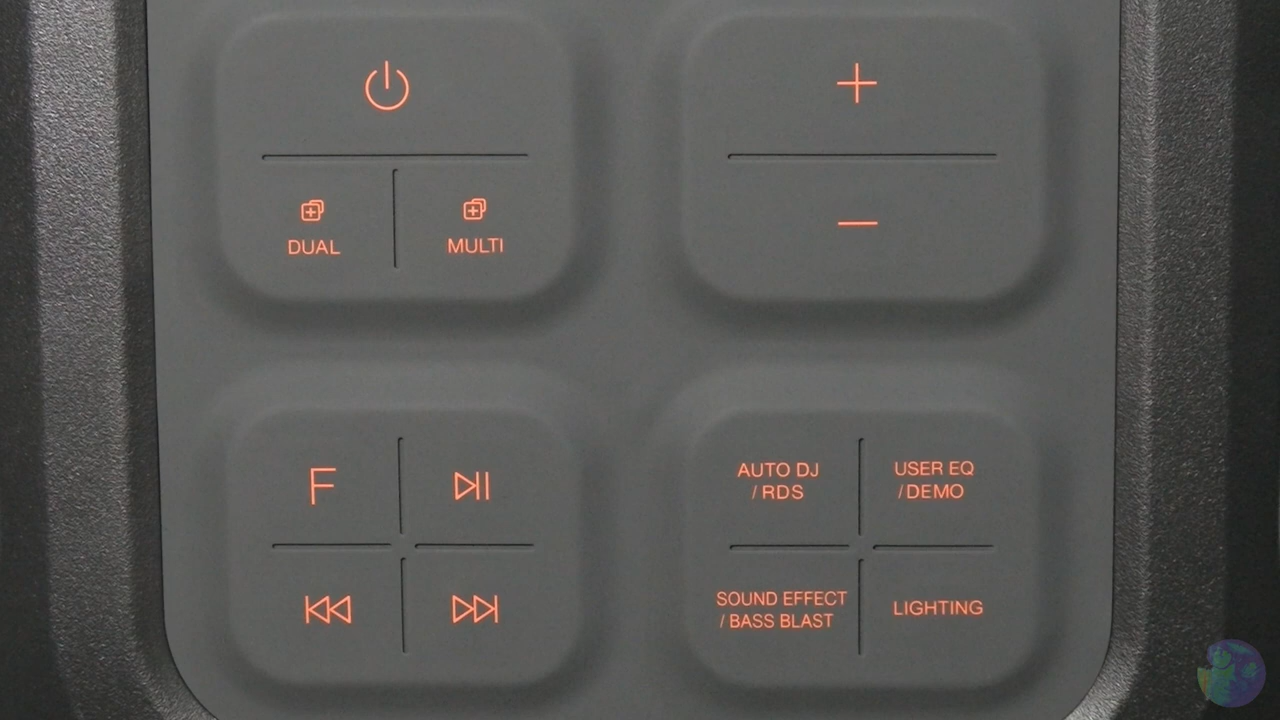 DUAL
MULTI
F
AUTO DJ
/ RDS
USER EQ
/ DEMO
SOUND EFFECT
/ BASS BLAST
LIGHTING